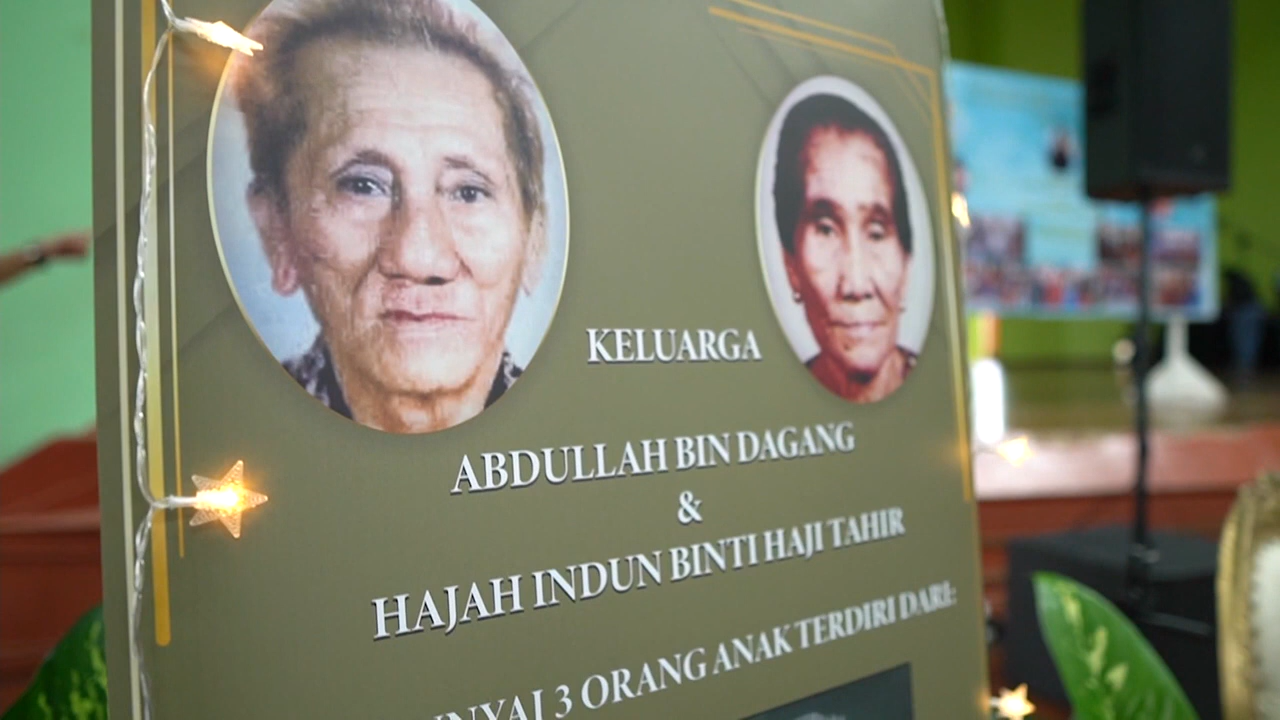 KELUARGA
ABDULLAH BIN DAGANG
&
HAJAH INDUN BINTI HAJI TAHIR
3 ORANG ANAK TERDIRI DARI: